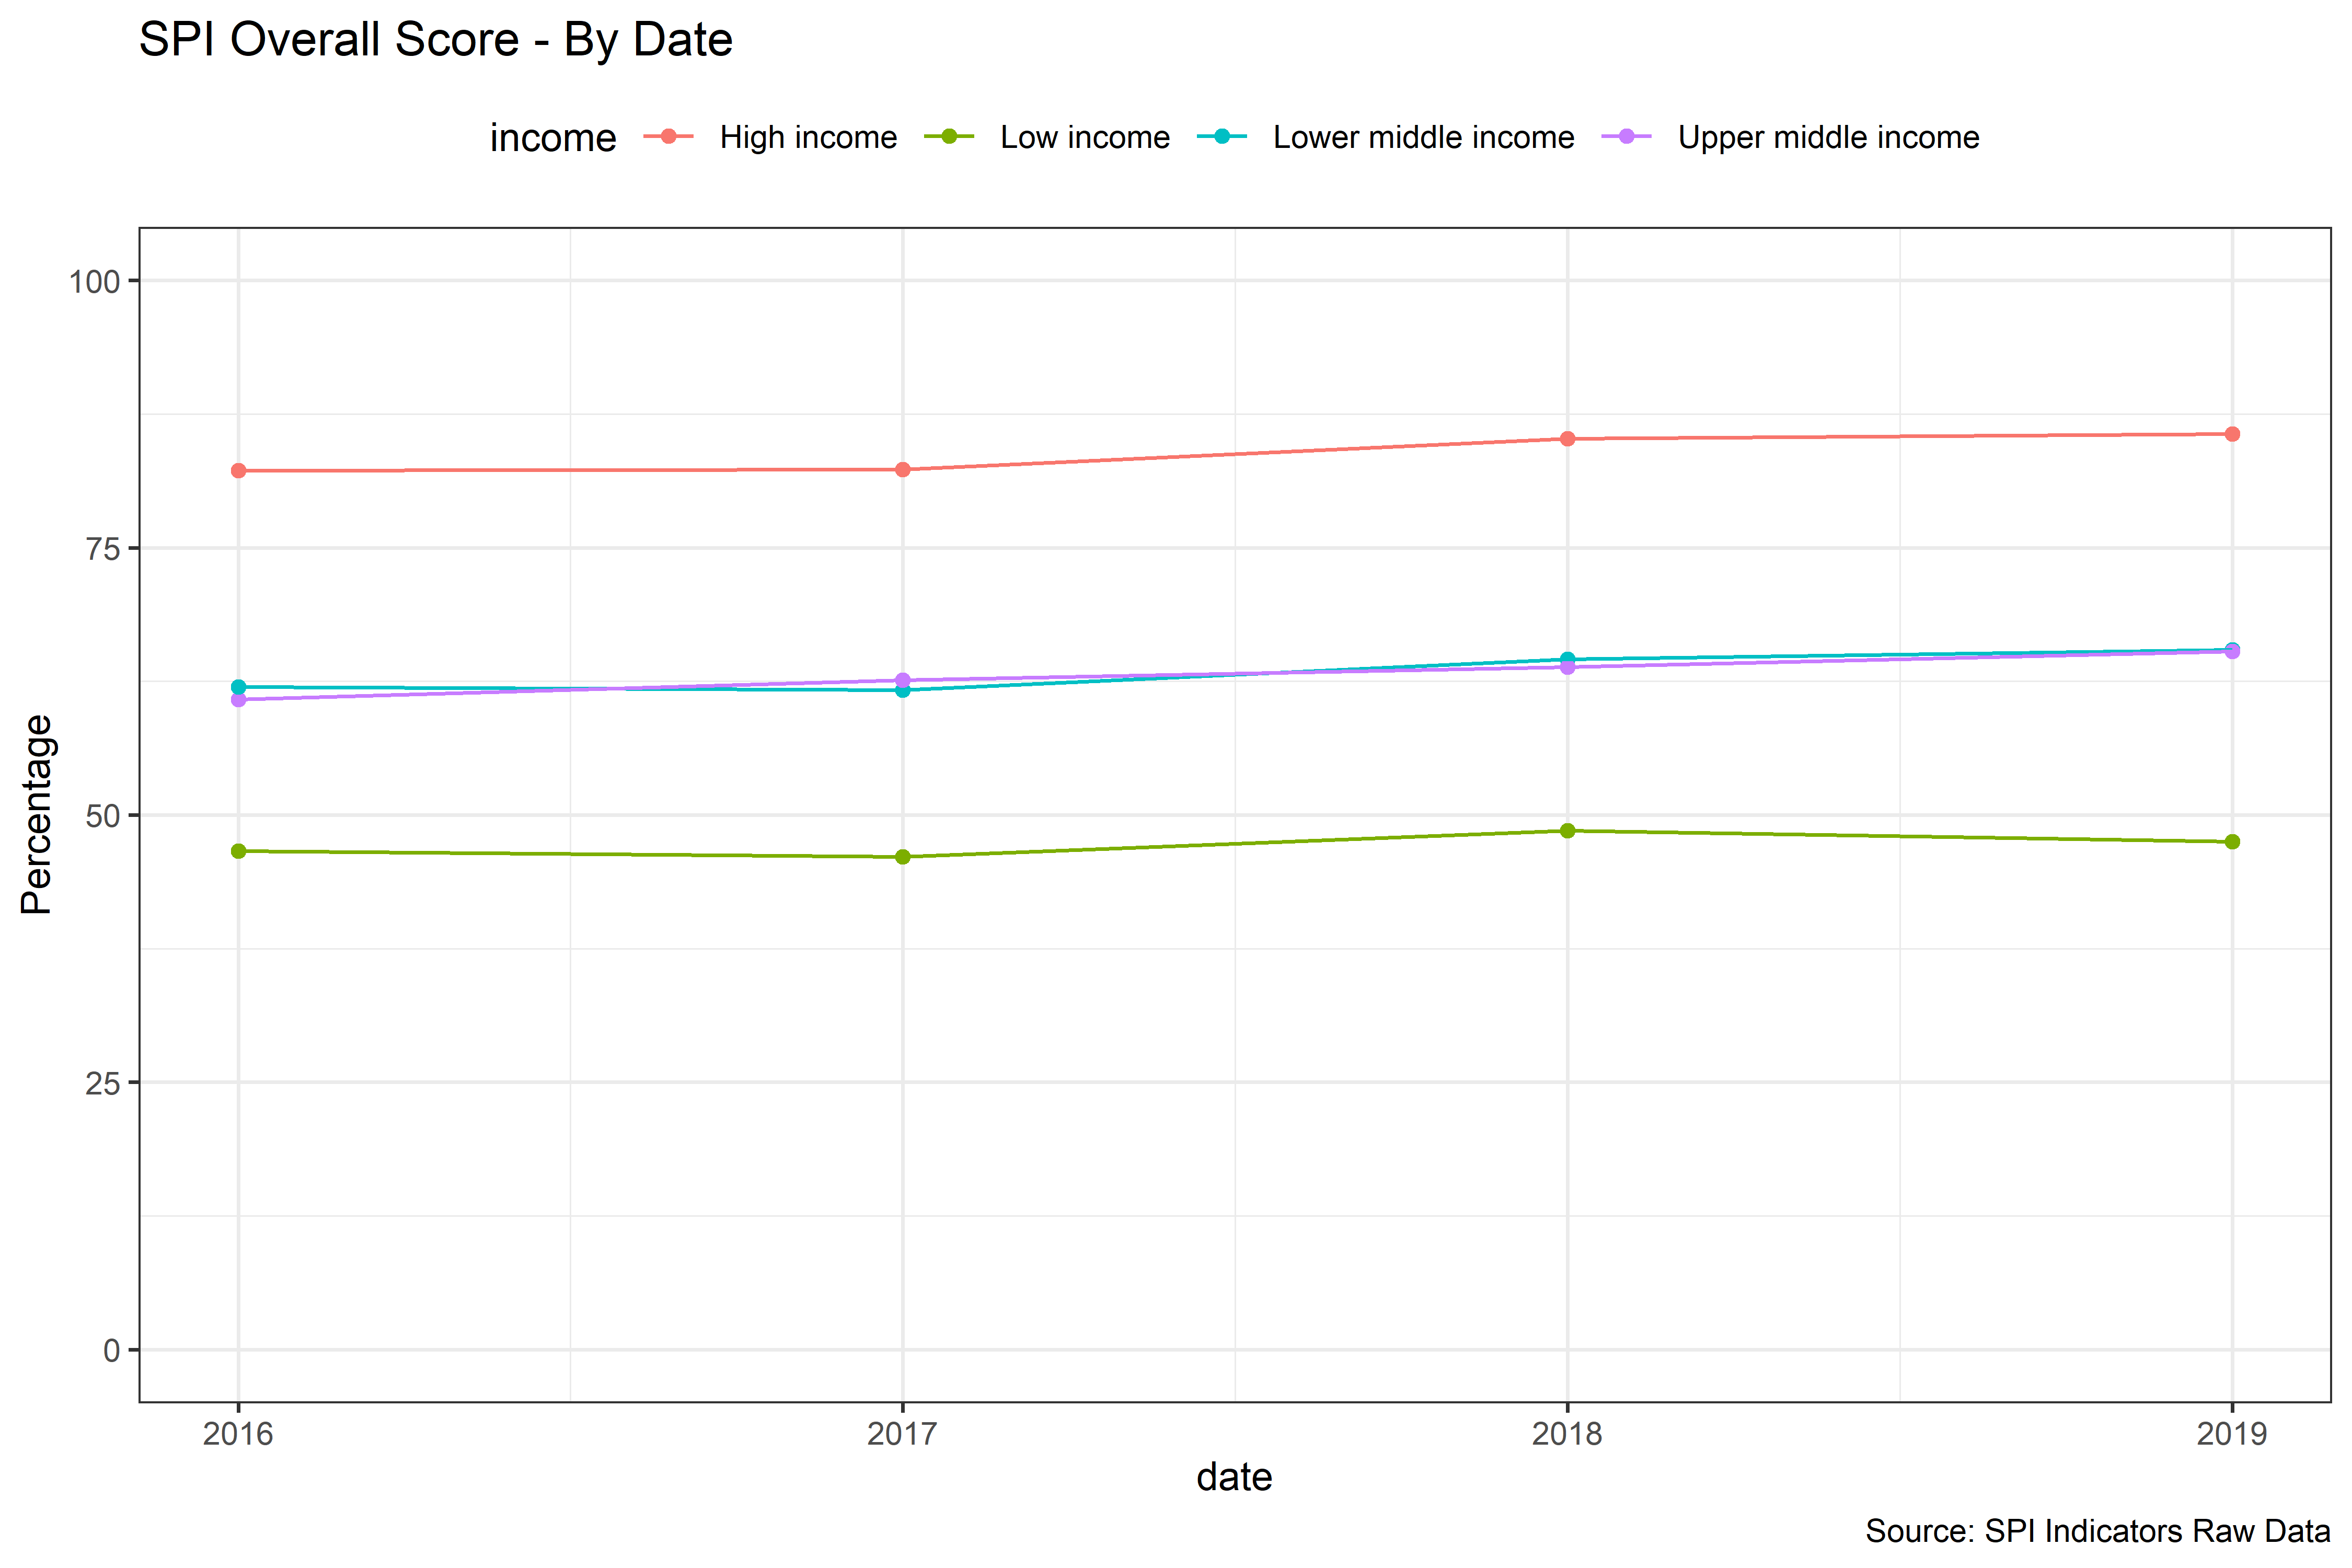 SPI Overall Score - By Date
income High income Low income Lower middle income Upper middle income
100
75
50
25
0
Percentage
2016 2017 2018 2019
date
Source: SPI Indicators Raw Data